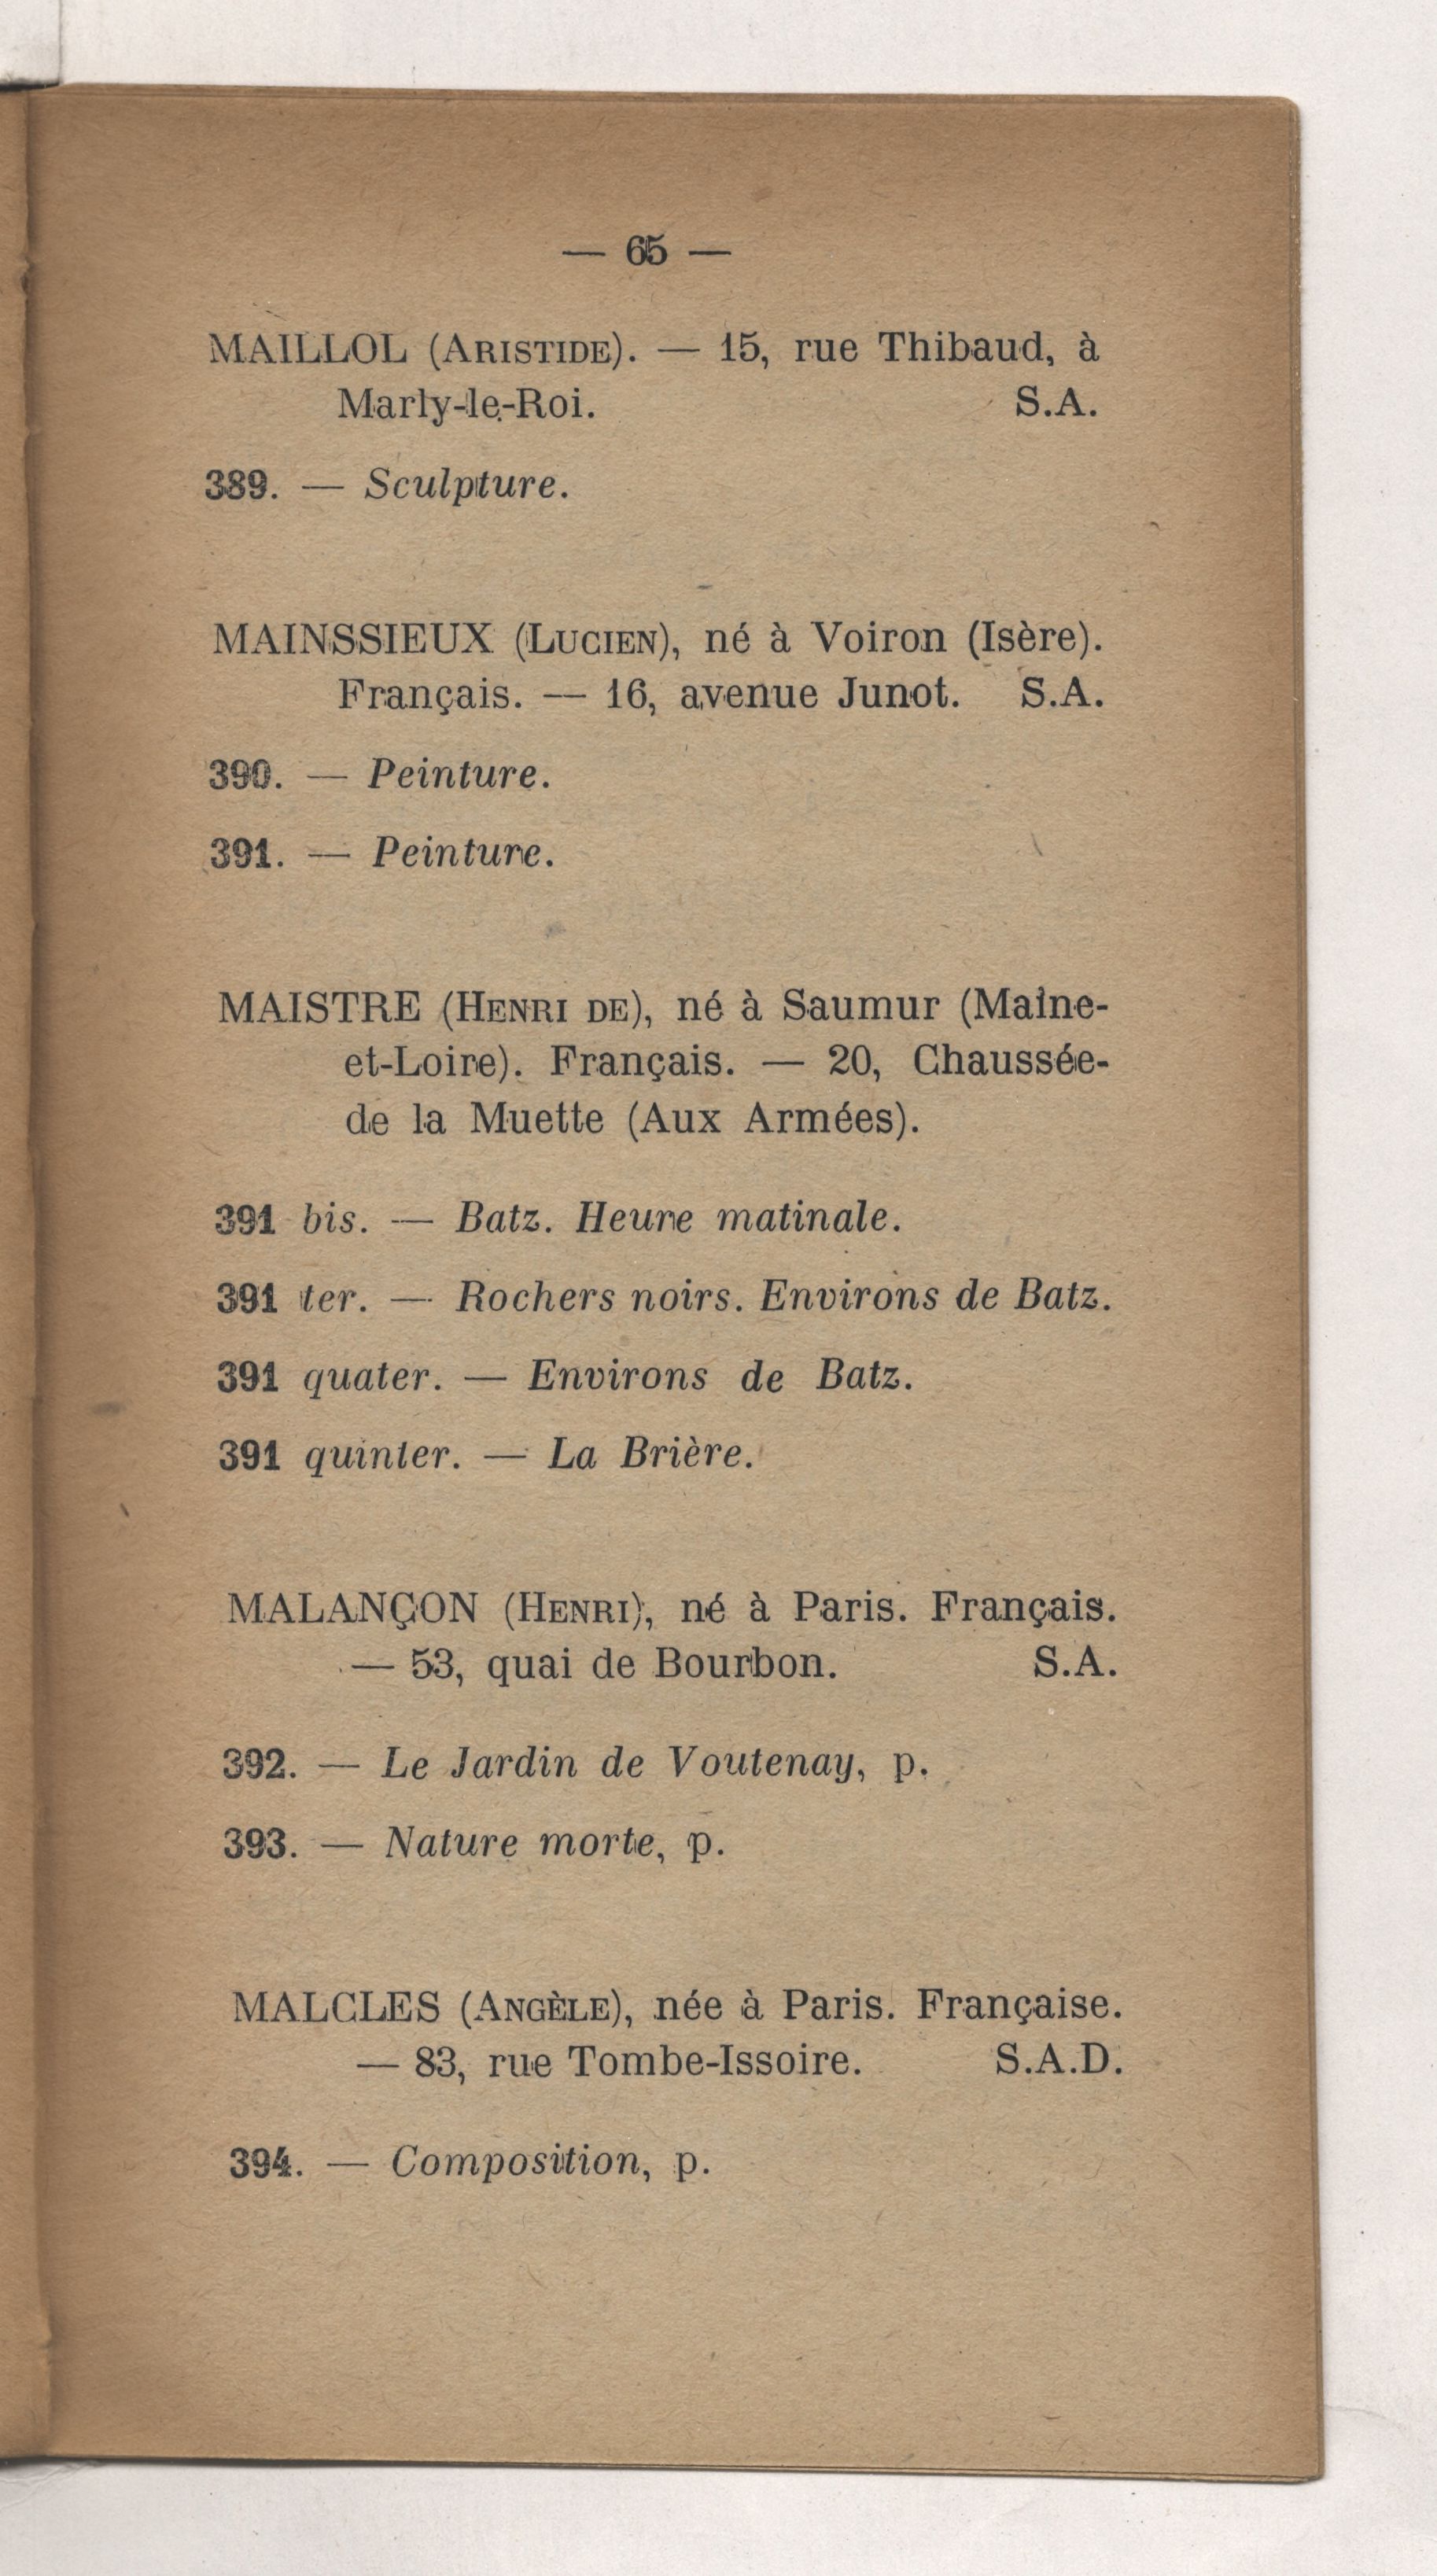 — 65 —
MAILLOL (ARISTIDE). — 15, rue Thibaud, à
Marly-le-Roi. S.A.
389. — Sculpture.
MAINSSIEUX (LUCIEN), né à Voiron (Isère).
Français. — 16, avenue Junot. S.A.
390. — Peinture.
391. — Peinture.
MAISTRE (HENRI DE), né à Saumur (Maine-
et-Loire). Français. — 20, Chaussée-
de la Muette (Aux Armées).
391 bis. — Batz. Heure matinale.
391 ter. — Rochers noirs. Environs de Batz.
391 quater. — Environs de Batz.
391 quinter. — La Brière.
MALANÇON (HENRI), né à Paris. Français.
— 53, quai de Bourbon. S.A.
392. — Le Jardin de Voutenay, p.
393. — Nature morte, p.
MALCLES (ANGÈLE), née à Paris. Française.
— 83, rue Tombe-Issoire. S.A.D.
394. — Composition, p.